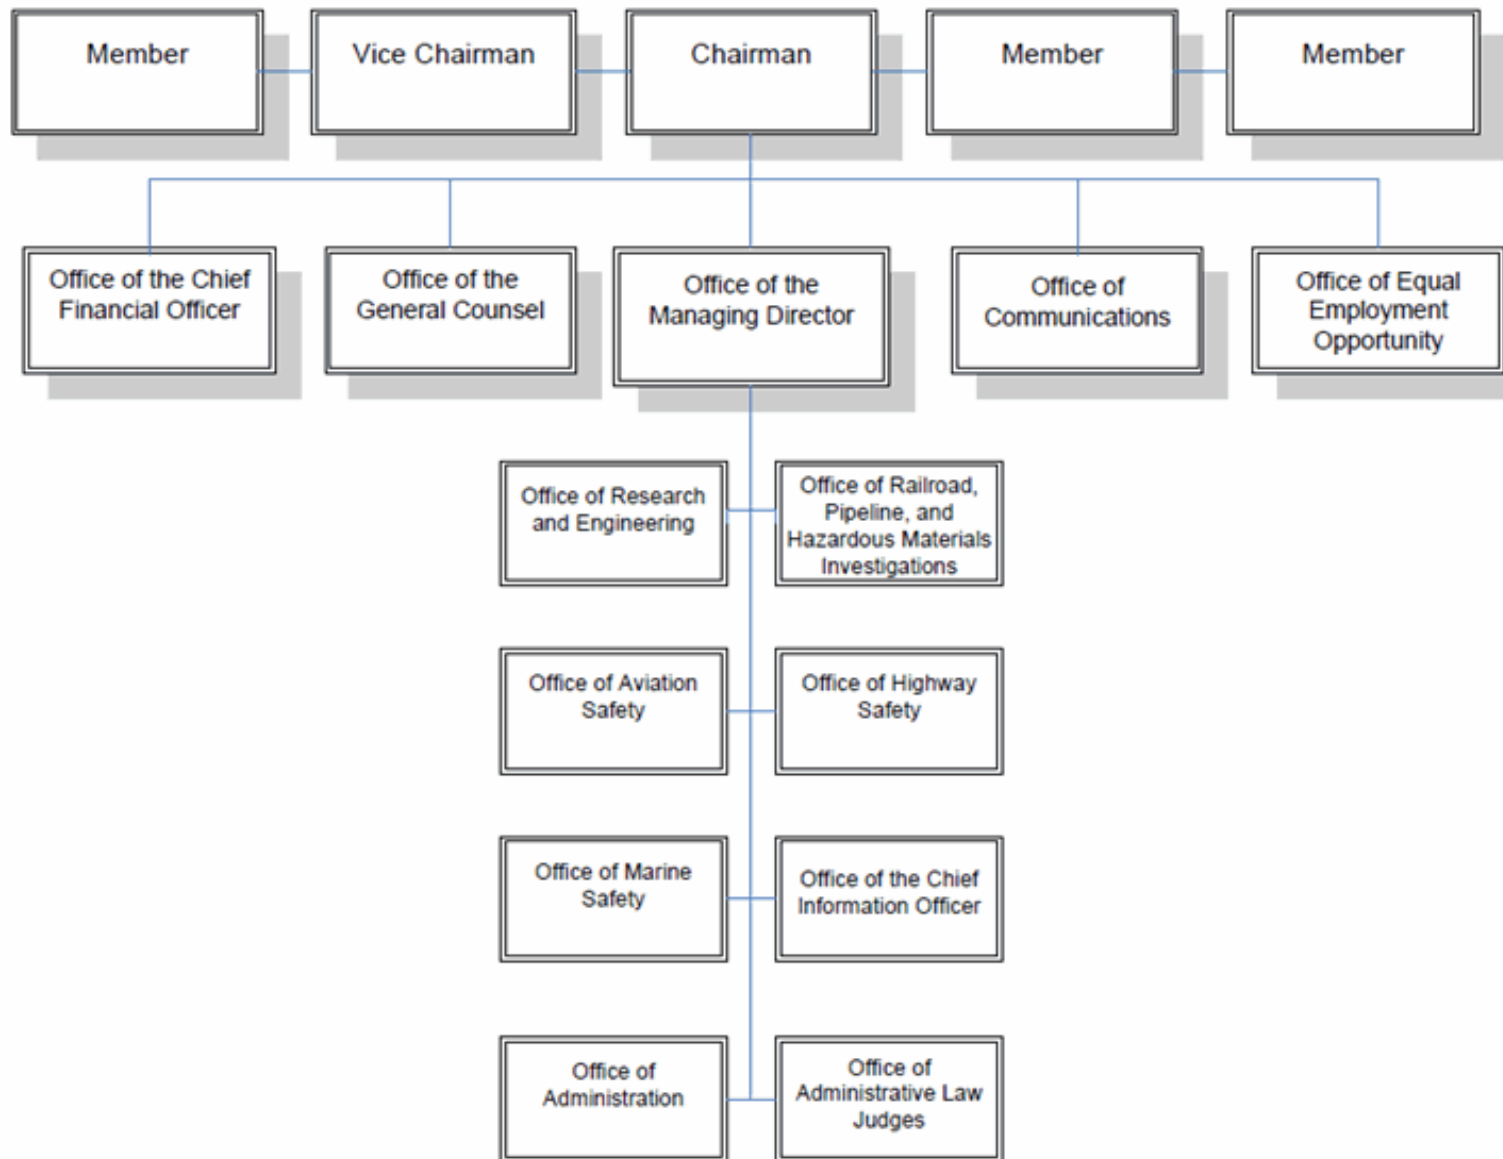 Member
Vice Chairman
Chairman
Member
Member
Office of the Chief
Financial Officer
Office of the
General Counsel
Office of the
Managing Director
Office of
Communications
Office of Equal
Employment
Opportunity
Office of Research
and Engineering
Office of Railroad,
Pipeline, and
Hazardous Materials
Investigations
Office of Aviation
Safety
Office of Highway
Safety
Office of Marine
Safety
Office of the Chief
Information Officer
Office of
Administration
Office of
Administrative Law
Judges